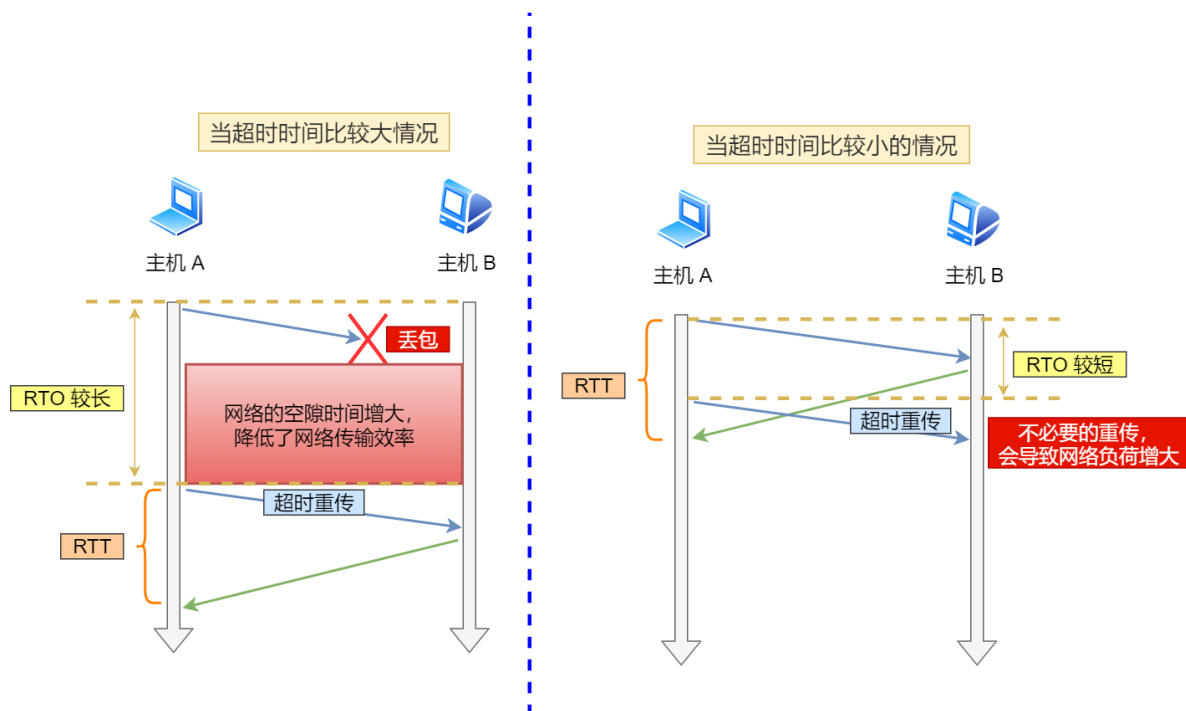 当超时时间比较大情况
主机 A
主机 B
丢包
RTO 较长
网络的空隙时间增大，
降低了网络传输效率
超时重传
RTT
当超时时间比较小的情况
主机 A
主机 B
RTO 较短
RTT
超时重传
不必要的重传，
会导致网络负荷增大